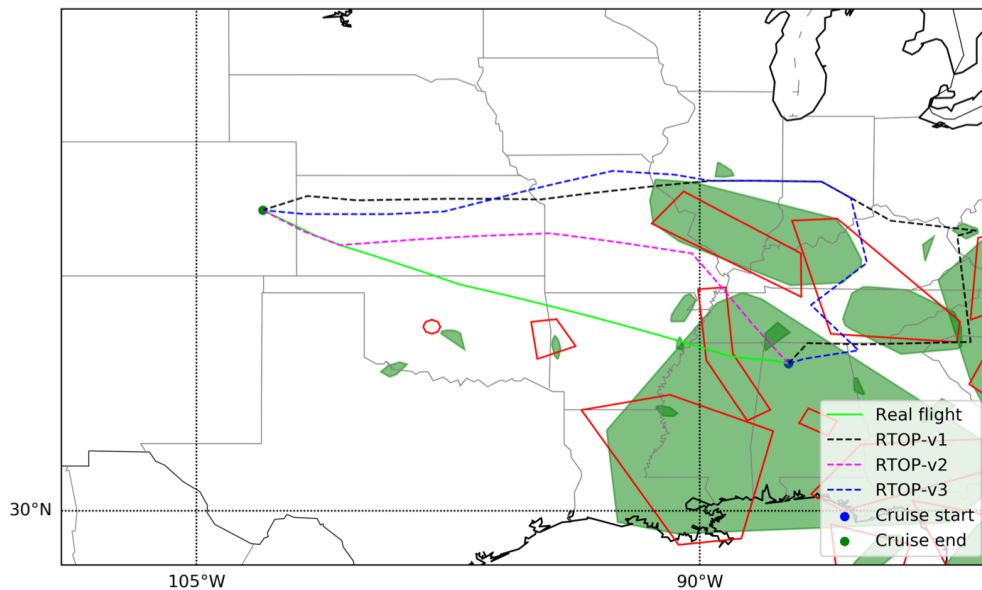 Real flight
RTOP-v1
RTOP-v2
RTOP-v3
Cruise start
Cruise end
30°N
105°W
90°W